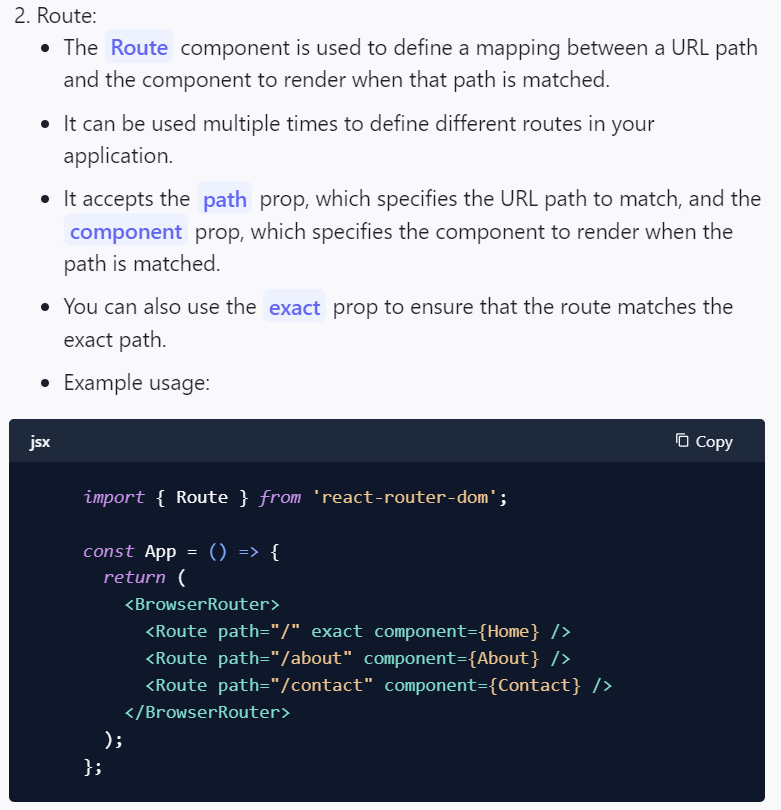 2. Route:
• The Route component is used to define a mapping between a URL path
and the component to render when that path is matched.
• It can be used multiple times to define different routes in your
application.
• It accepts the path prop, which specifies the URL path to match, and the
component prop, which specifies the component to render when the
path is matched.
• You can also use the exact prop to ensure that the route matches the
exact path.
• Example usage:
jsx Copy
import { Route } from 'react-router-dom';
const App = () => {
  return (
    <BrowserRouter>
      <Route path="/" exact component={Home} />
      <Route path="/about" component={About} />
      <Route path="/contact" component={Contact} />
    </BrowserRouter>
  );
};